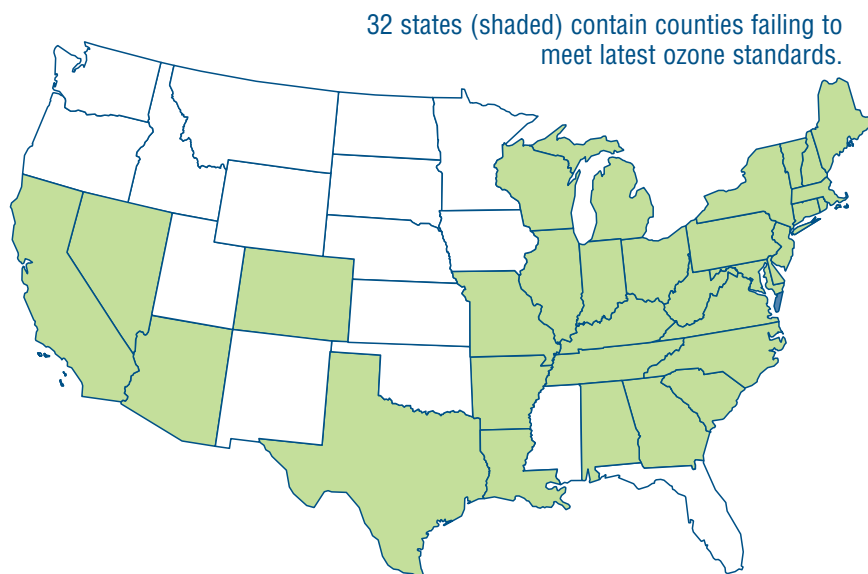 32 states (shaded) contain counties failing to
meet latest ozone standards.